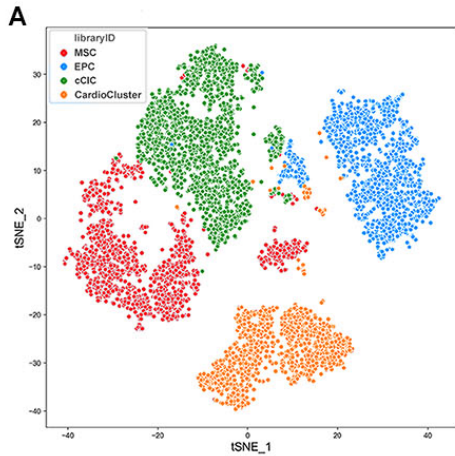 A
libraryID
MSC
EPC
cCIC
CardioCluster
tSNE_2
30
20
10
0
−10
−20
−30
−40
−40
−20
0
20
40
tSNE_1